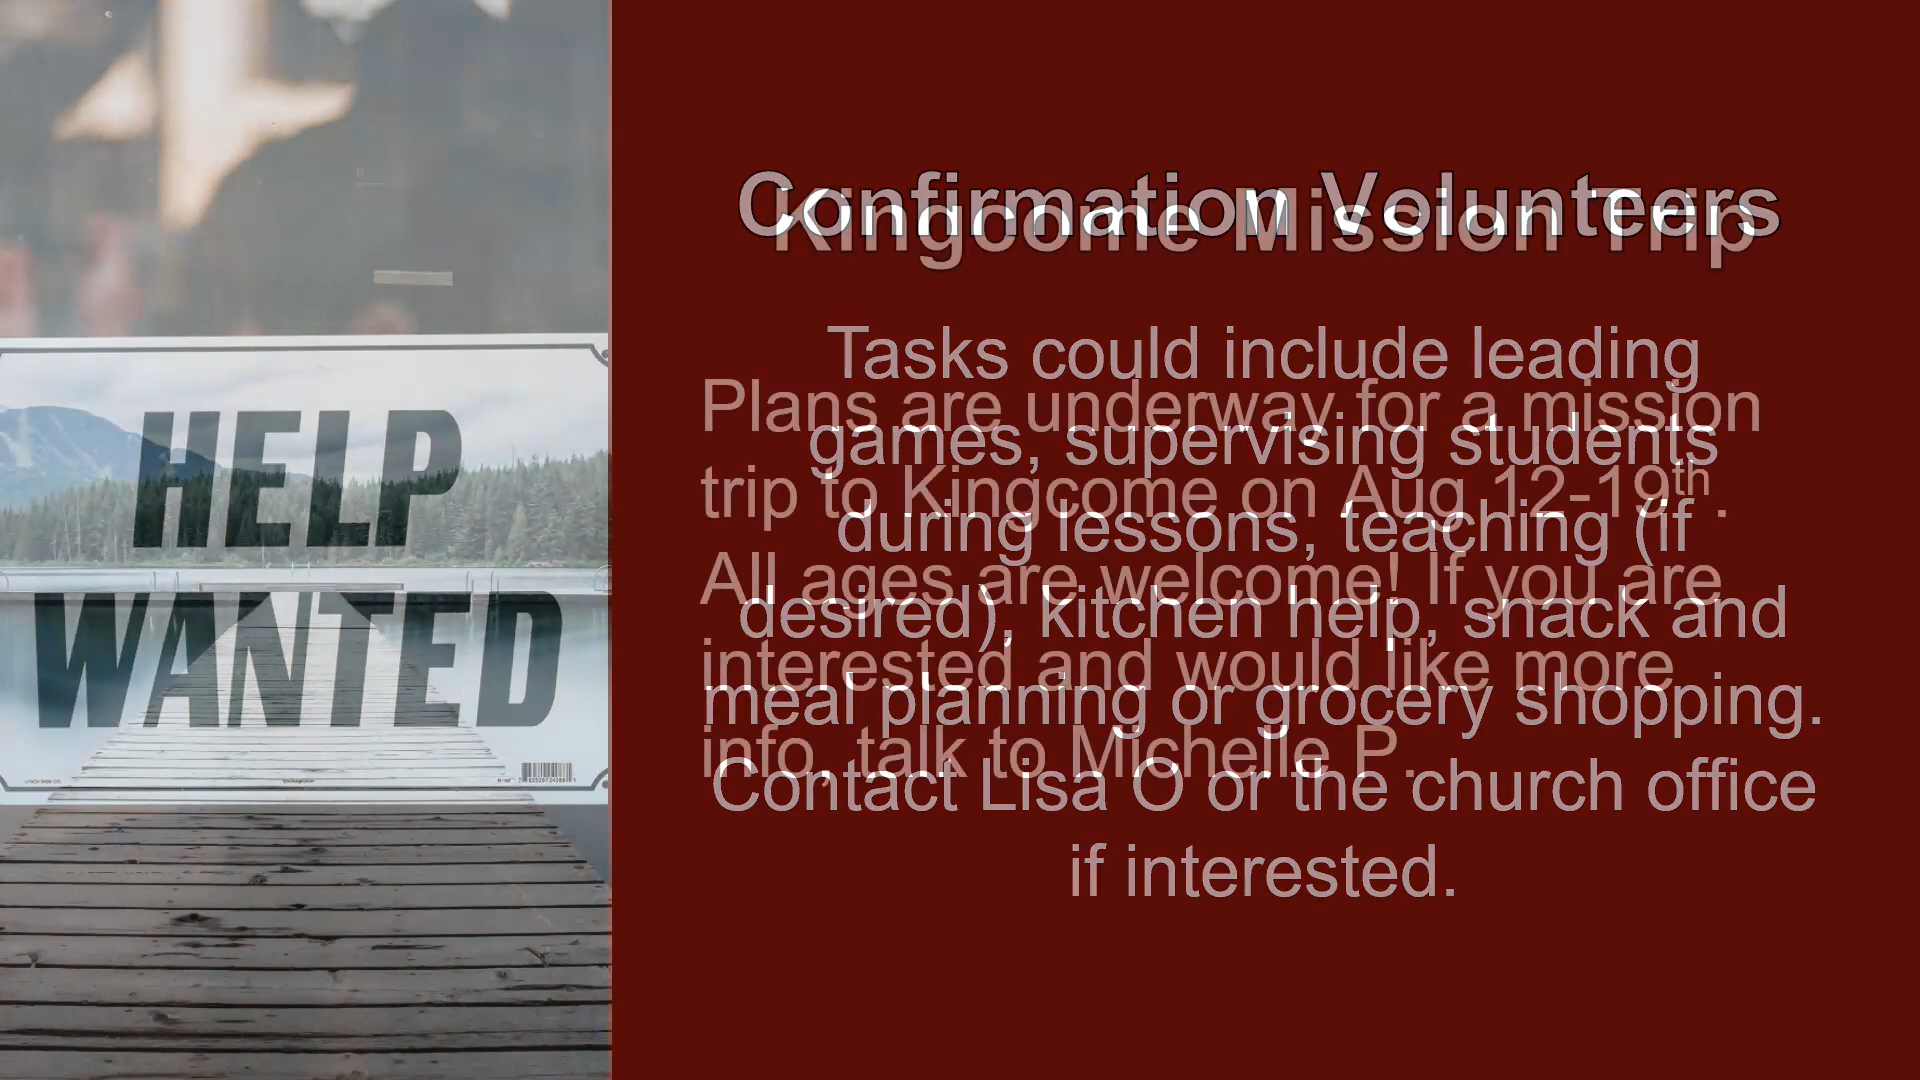 HELP
WANTED
Confirmation Volunteers
Tasks could include leading
games, supervising students
during lessons, teaching (if
desired), kitchen help, snack and
meal planning or grocery shopping.
Contact Lisa O or the church office
if interested.
Kingcome Mission Trip
Plans are underway for a mission
trip to Kingcome on Aug 12-19th.
All ages are welcome! If you are
interested and would like more
info, talk to Michelle P.